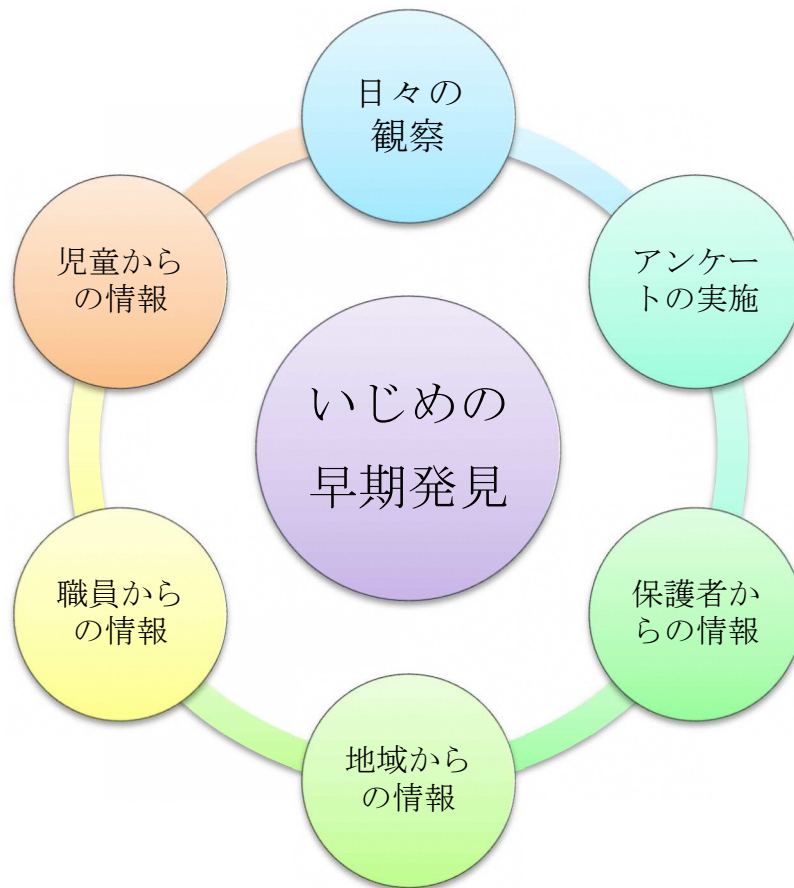 日々の
観察
アンケー
トの実施
保護者か
らの情報
地域から
の情報
職員から
の情報
児童から
の情報
いじめの
早期発見